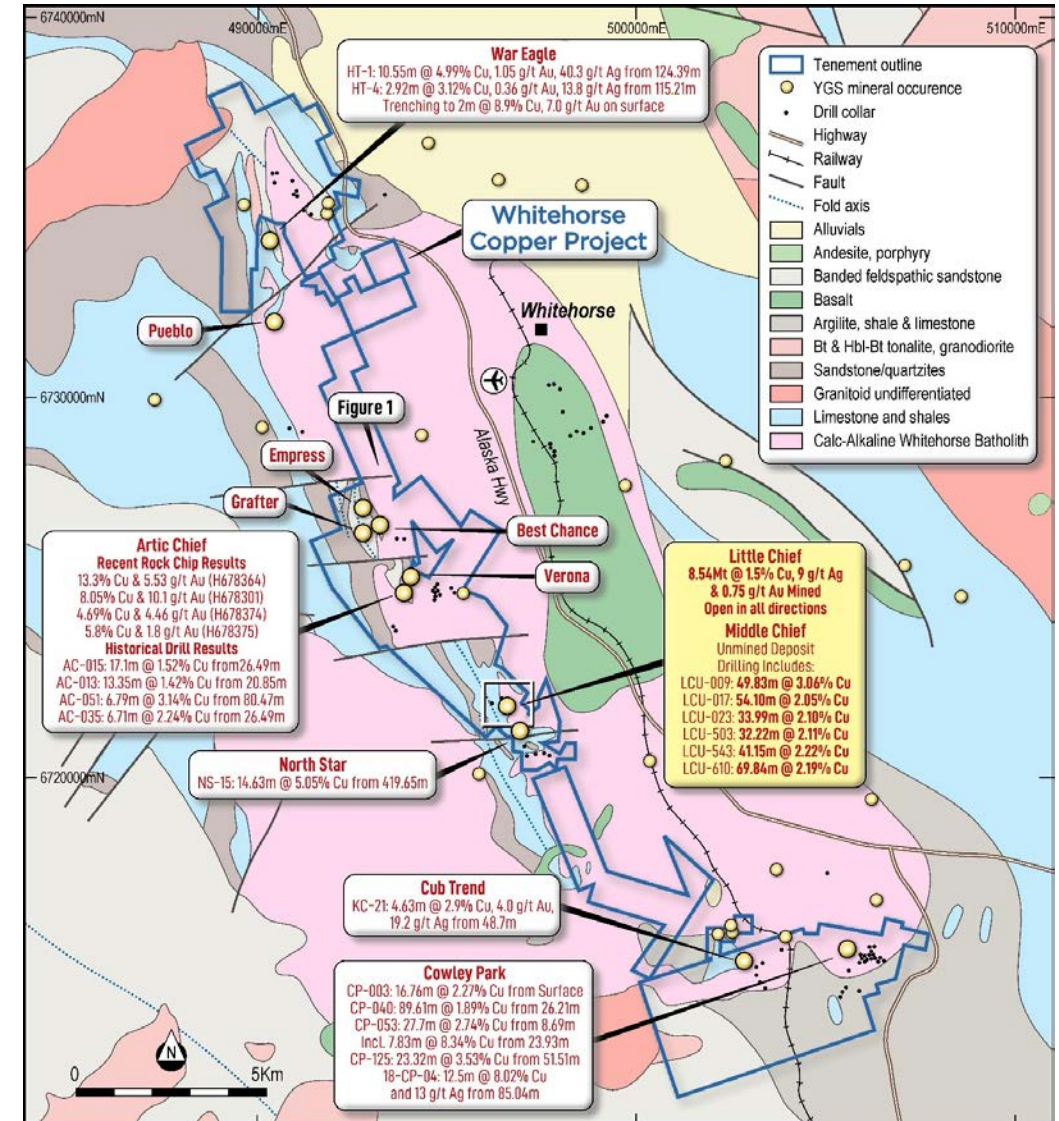 6740000mN
490000mE
500000mE
510000mE
War Eagle
HT-1: 10.55m @ 4.99% Cu, 1.05 g/t Au, 40.3 g/t Ag from 124.39m
HT-4: 2.92m @ 3.12% Cu, 0.36 g/t Au, 13.8 g/t Ag from 115.21m
Trenching to 2m @ 8.9% Cu, 7.0 g/t Au on surface
Tenement outline
YGS mineral occurence
Drill collar
Highway
Railway
Fault
Fold axis
Alluvials
Andesite, porphyry
Banded feldspathic sandstone
Basalt
Argilite, shale & limestone
Bt & Hbl-Bt tonalite, granodiorite
Sandstone/quartzites
Granitoid undifferentiated
Limestone and shales
Calc-Alkaline Whitehorse Batholith
Whitehorse
Copper Project
Whitehorse
Pueblo
6730000mN
Figure 1
Alaska Hwy
Empress
Grafter
Best Chance
Verona
Artic Chief
Recent Rock Chip Results
13.3% Cu & 5.53 g/t Au (H678364)
8.05% Cu & 10.1 g/t Au (H678301)
4.69% Cu & 4.46 g/t Au (H678374)
5.8% Cu & 1.8 g/t Au (H678375)
Historical Drill Results
AC-015: 17.1m @ 1.52% Cu from26.49m
AC-013: 13.35m @ 1.42% Cu from 20.85m
AC-051: 6.79m @ 3.14% Cu from 80.47m
AC-035: 6.71m @ 2.24% Cu from 26.49m
Little Chief
8.54Mt @ 1.5% Cu, 9 g/t Ag
& 0.75 g/t Au Mined
Open in all directions
Middle Chief
Unmined Deposit
Drilling Includes:
LCU-009: 49.83m @ 3.06% Cu
LCU-017: 54.10m @ 2.05% Cu
LCU-023: 33.99m @ 2.10% Cu
LCU-503: 32.22m @ 2.11% Cu
LCU-543: 41.15m @ 2.22% Cu
LCU-610: 69.84m @ 2.19% Cu
North Star
NS-15: 14.63m @ 5.05% Cu from 419.65m
6720000mN
Cub Trend
KC-21: 4.63m @ 2.9% Cu, 4.0 g/t Au,
19.2 g/t Ag from 48.7m
Cowley Park
CP-003: 16.76m @ 2.27% Cu from Surface
CP-040: 89.61m @ 1.89% Cu from 26.21m
CP-053: 27.7m @ 2.74% Cu from 8.69m
Incl. 7.83m @ 8.34% Cu from 23.93m
CP-125: 23.32m @ 3.53% Cu from 51.51m
18-CP-04: 12.5m @ 8.02% Cu
and 13 g/t Ag from 85.04m
N
0
5Km